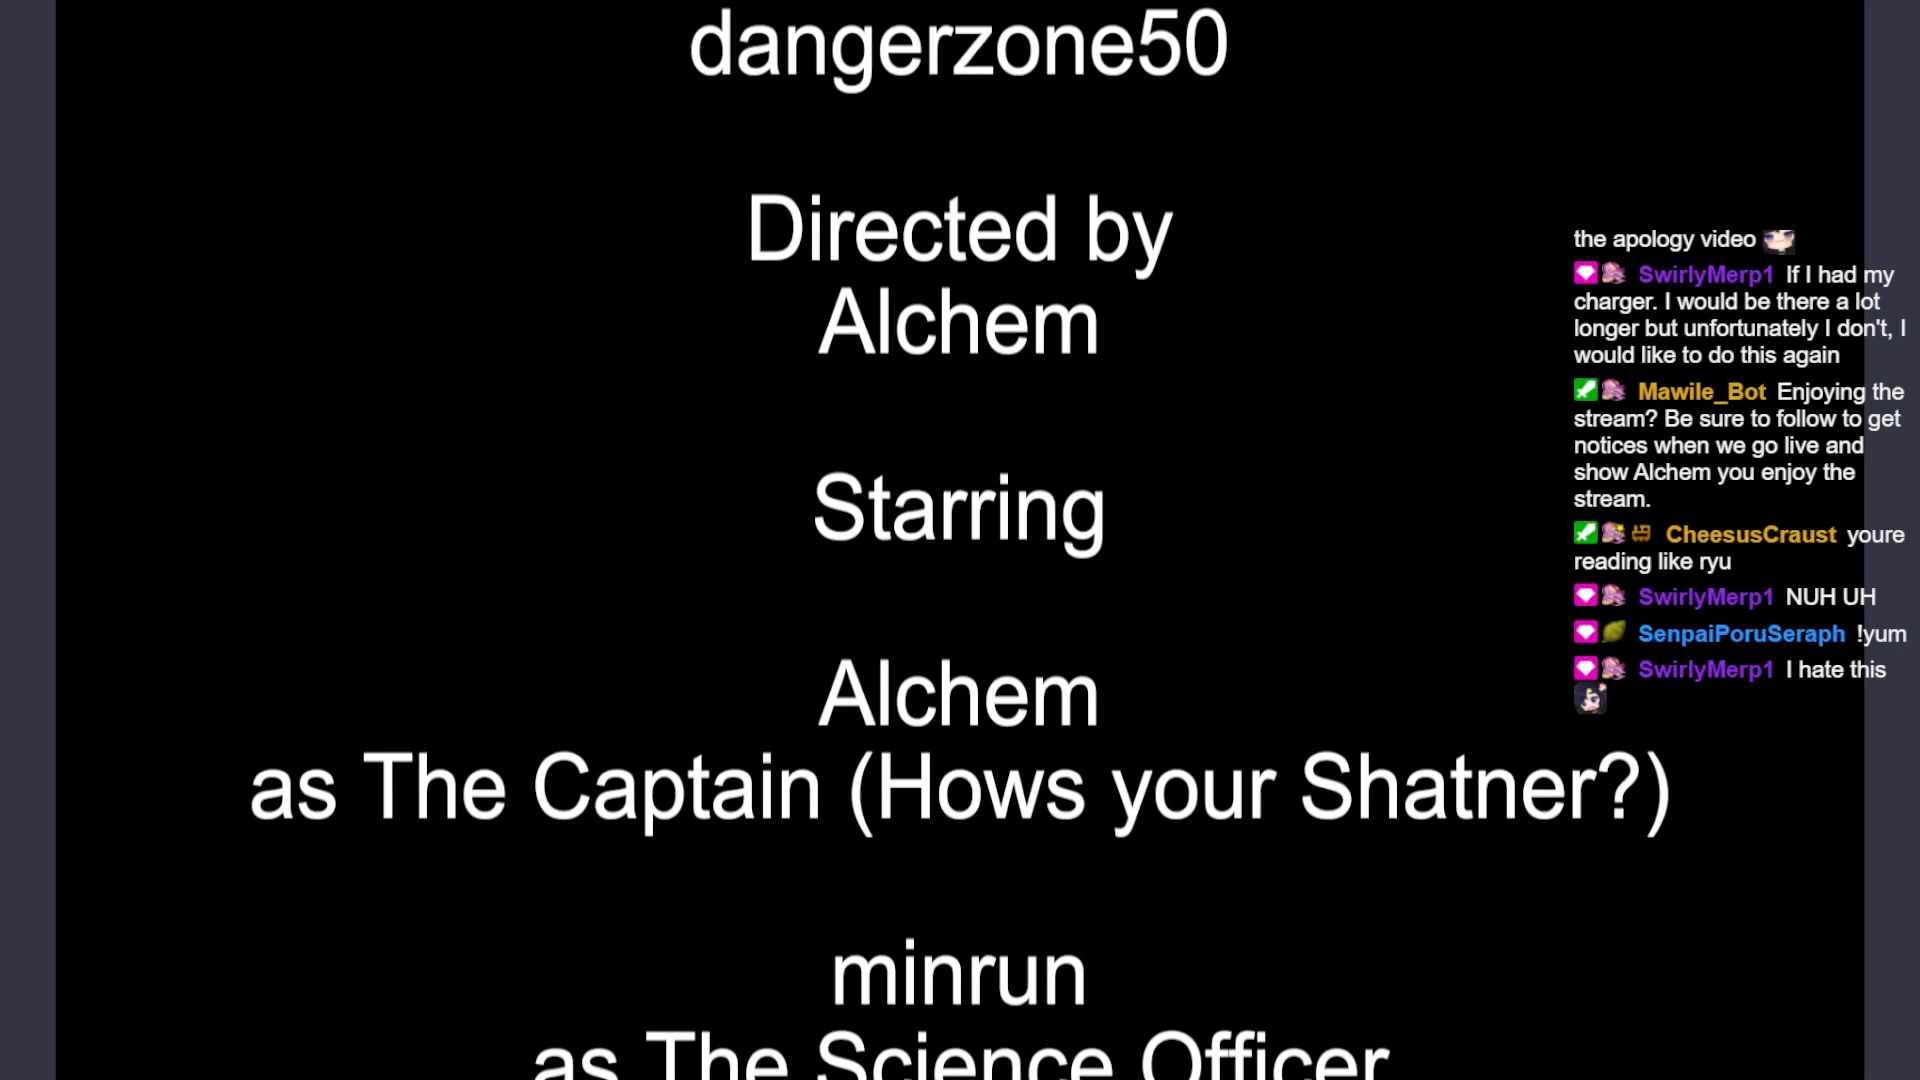 dangerzone50
Directed by
Alchem
Starring
Alchem
as The Captain (Hows your Shatner?)
minrun
as The Science Officer
the apology video
SwirlyMerp1 If I had my
charger. I would be there a lot
longer but unfortunately I don't, I
would like to do this again
Mawile_Bot Enjoying the
stream? Be sure to follow to get
notices when we go live and
show Alchem you enjoy the
stream.
CheesusCraust youre
reading like ryu
SwirlyMerp1 NUH UH
SenpaiPoruSeraph !yum
SwirlyMerp1 I hate this